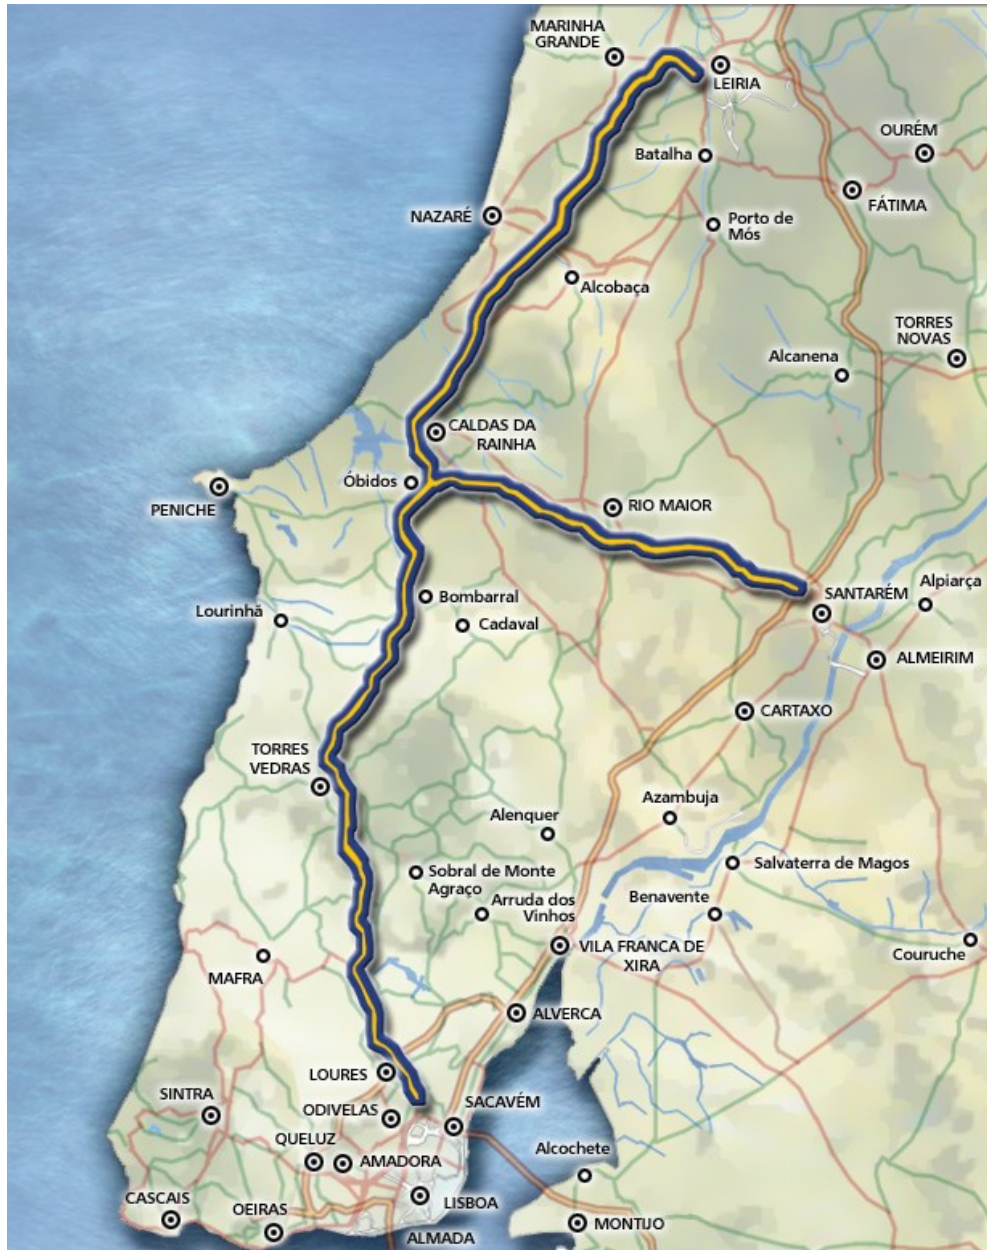 MARINHA
GRANDE
LEIRIA
OURÉM
Batalha
FÁTIMA
NAZARÉ
Porto de
Mós
Alcobaça
TORRES
NOVAS
Alcanena
CALDAS DA
RAINHA
Óbidos
PENICHE
RIO MAIOR
Alpiarça
SANTARÉM
Bombarral
Lourinhã
Cadaval
ALMEIRIM
CARTAXO
TORRES
VEDRAS
Azambuja
Alenquer
Salvaterra de Magos
Sobral de Monte
Agraço
Benavente
Arruda dos
Vinhos
VILA FRANCA DE
XIRA
Couruche
MAFRA
ALVERCA
LOURES
SINTRA
SACAVÉM
ODIVELAS
QUELUZ
Alcochete
AMADORA
CASCAIS
LISBOA
OEIRAS
MONTIJO
ALMADA